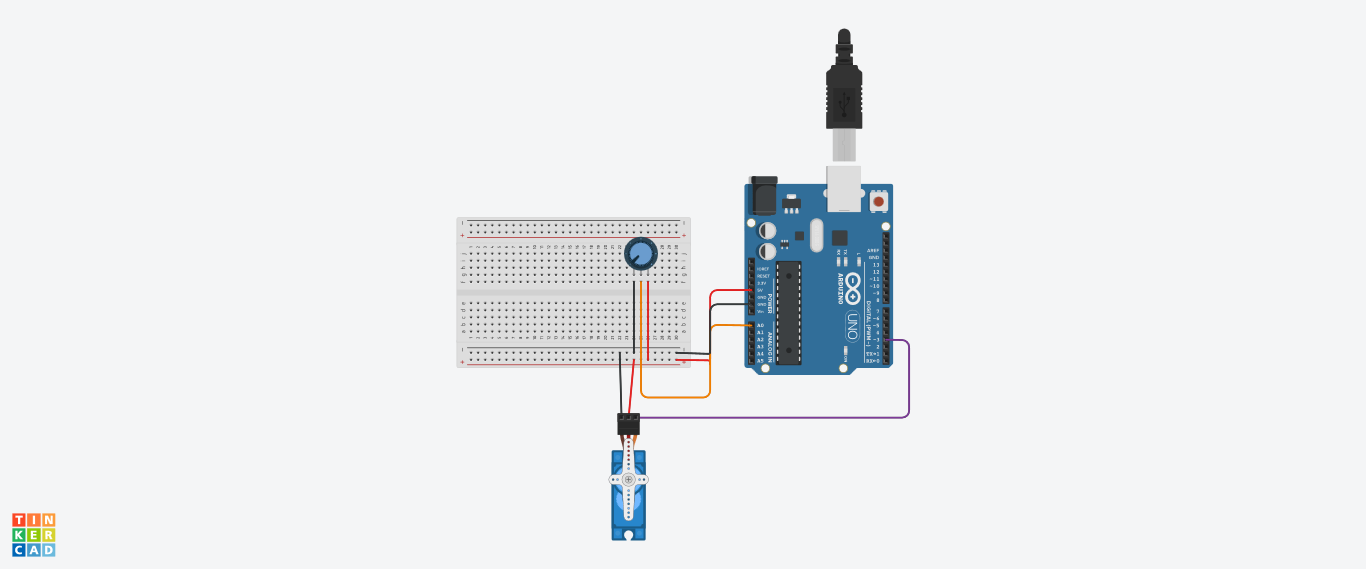 IOREF
RESET
3.3V
5V
GND
GND
Vin
POWER
A0
A1
A2
A3
A4
A5
ANALOG IN
RX
TX
L
ARDUINO
UNO
ON
DIGITAL (PWM~)
AREF
GND
13
12
~11
~10
~9
8
7
~6
~5
4
~3
2
TX→1
RX←0
TIN
KER
CAD